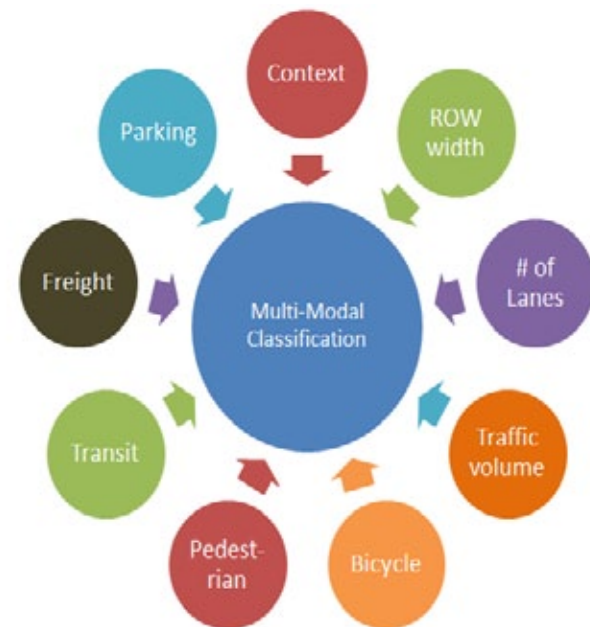 Context
ROW
width
# of
Lanes
Traffic
volume
Bicycle
Pedest-
rian
Transit
Freight
Parking
Multi-Modal
Classification